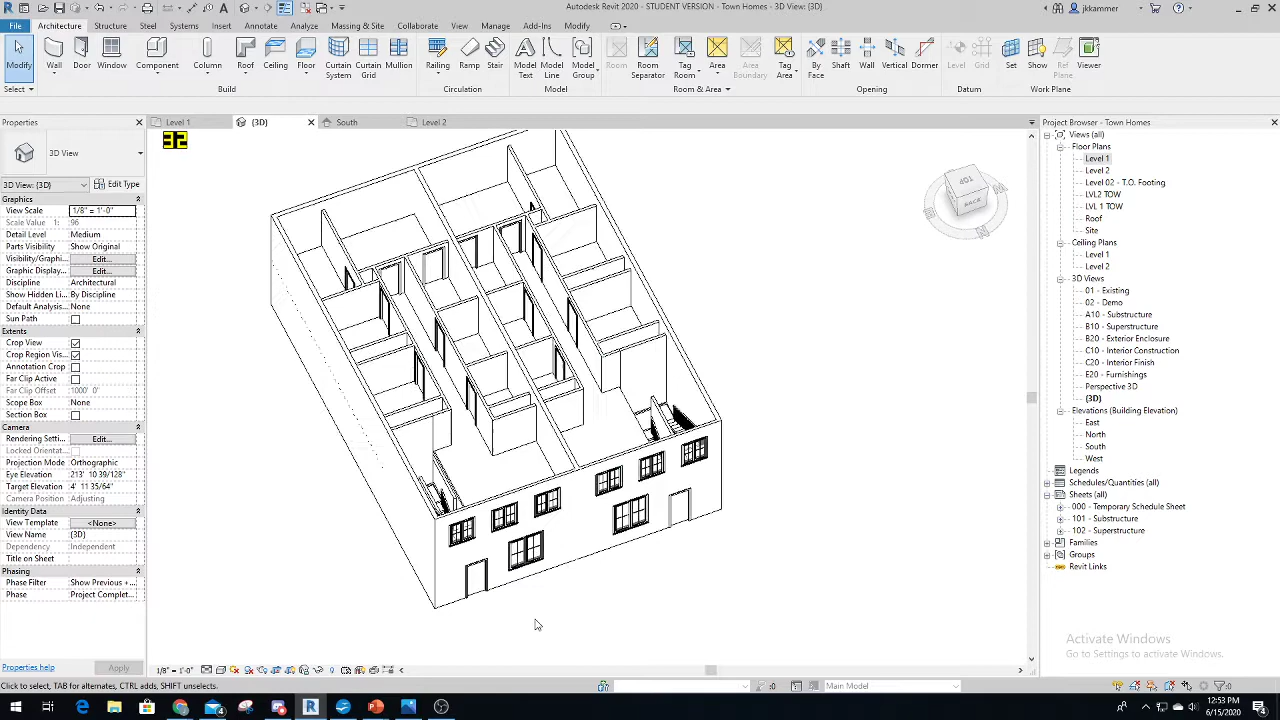 Autodesk Revit 2020 - STUDENT VERSION - Town Homes - 3D View: {3D}
jkkammer
File Architecture Structure Steel Systems Insert Annotate Analyze Massing & Site Collaborate View Manage Add-Ins Modify
Modify Wall Door Window Component Column Roof Ceiling Floor Curtain System Curtain Grid Mullion Railing Ramp Stair Model Text Model Line Model Group Room Room Separator Tag Room Area Area Boundary Tag Area By Face Shaft Wall Vertical Dormer Level Grid Set Show Ref Plane Viewer
Select Build Circulation Model Room & Area Opening Datum Work Plane
Properties
3D View
3D View: {3D} Edit Type
Graphics
View Scale 1/8" = 1'-0"
Scale Value 1: 96
Detail Level Medium
Parts Visibility Show Original
Visibility/Graphi... Edit...
Graphic Display... Edit...
Discipline Architectural
Show Hidden Li... By Discipline
Default Analysis... None
Sun Path
Extents
Crop View
Crop Region Vis...
Annotation Crop
Far Clip Active
Far Clip Offset 1000' 0"
Scope Box None
Section Box
Camera
Rendering Setti... Edit...
Locked Orientat...
Projection Mode Orthographic
Eye Elevation 213' 10 39/128"
Target Elevation 4' 11 35/64"
Camera Position Adjusting
Identity Data
View Template <None>
View Name {3D}
Dependency Independent
Title on Sheet
Phasing
Phase Filter Show Previous +...
Phase Project Complet...
Properties help Apply
Level 1 {3D} South Level 2
32
TOP
BACK
Project Browser - Town Homes
Views (all)
Floor Plans
Level 1
Level 2
Level 02 - T.O. Footing
LVL2 TOW
LVL 1 TOW
Roof
Site
Ceiling Plans
Level 1
Level 2
3D Views
01 - Existing
02 - Demo
A10 - Substructure
B10 - Superstructure
B20 - Exterior Enclosure
C10 - Interior Construction
C20 - Interior Finish
E20 - Furnishings
Perspective 3D
{3D}
Elevations (Building Elevation)
East
North
South
West
Legends
Schedules/Quantities (all)
Sheets (all)
000 - Temporary Schedule Sheet
101 - Substructure
102 - Superstructure
Families
Groups
Revit Links
Activate Windows
Go to Settings to activate Windows.
1/8" = 1'-0"
Click to select, TAB for alternates, CTRL adds, SHIFT unselects.
:0 Main Model :0
12:53 PM
6/15/2020